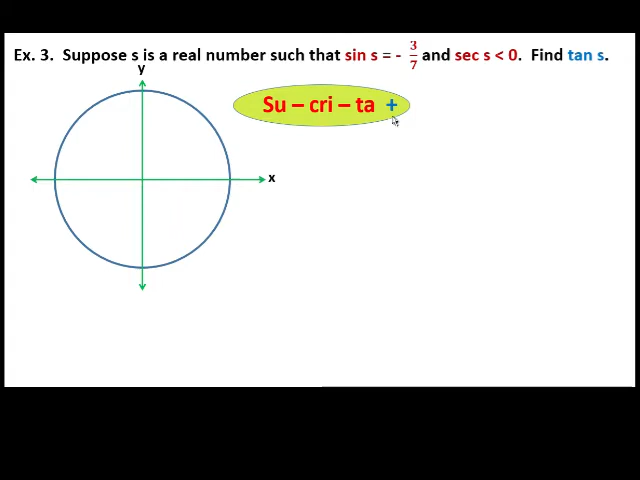 Ex. 3. Suppose s is a real number such that sin s = - 3/7 and sec s < 0. Find tan s.
y
Su – cri – ta +
x